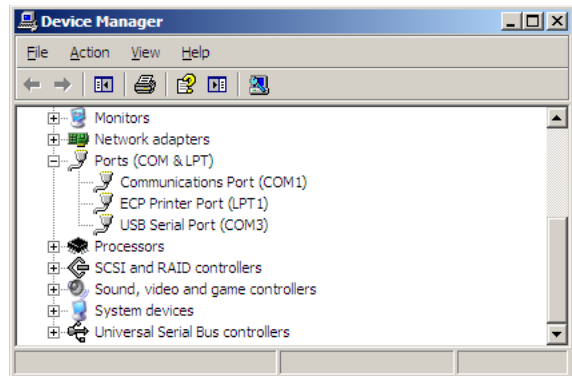 Device Manager
File Action View Help
Monitors
Network adapters
Ports (COM & LPT)
Communications Port (COM1)
ECP Printer Port (LPT1)
USB Serial Port (COM3)
Processors
SCSI and RAID controllers
Sound, video and game controllers
System devices
Universal Serial Bus controllers